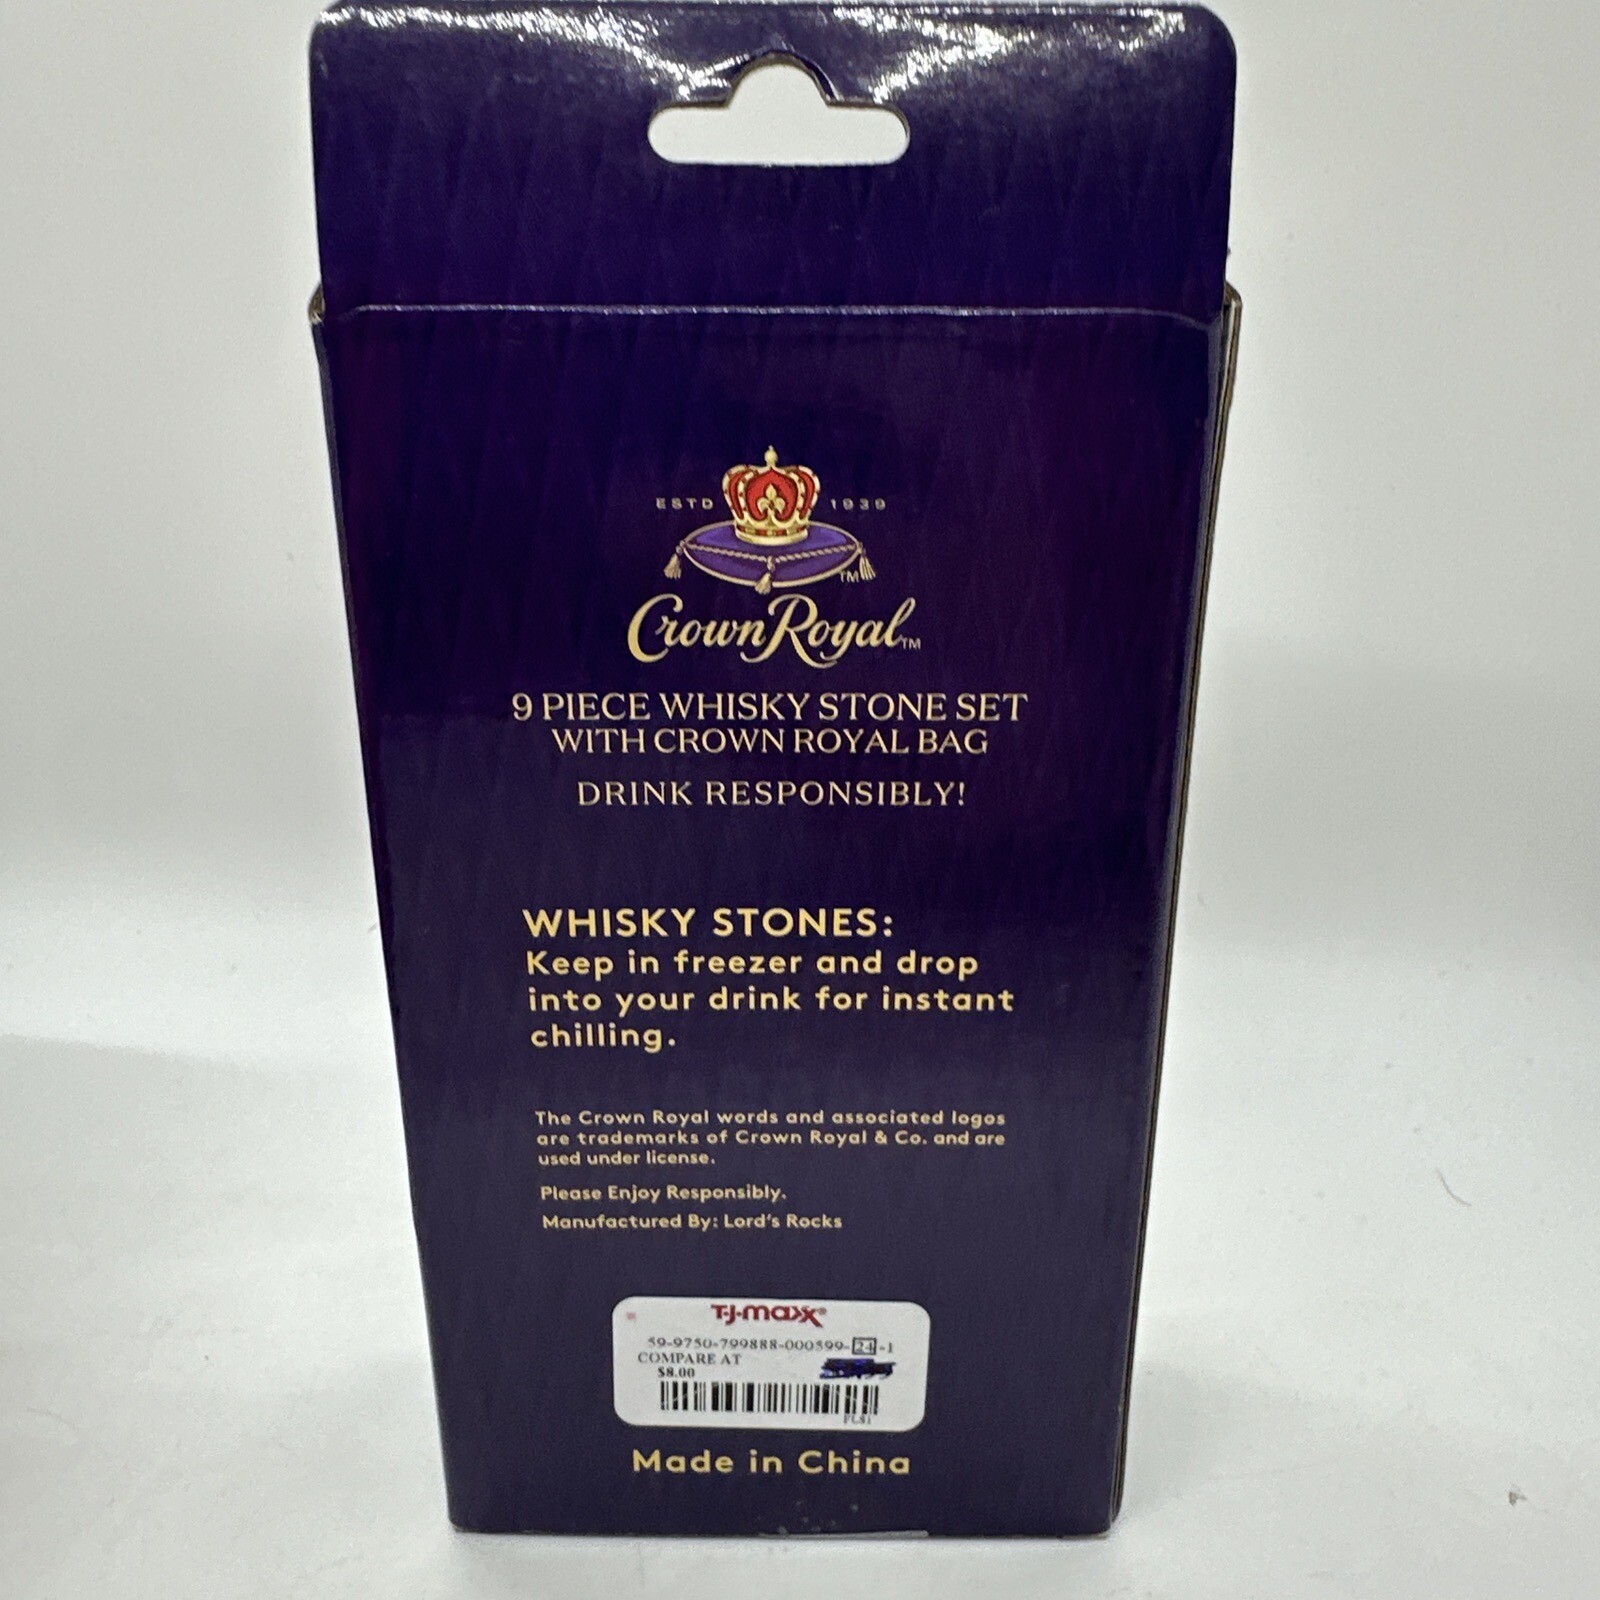 ESTD 1939
TM
Crown Royal TM
9 PIECE WHISKY STONE SET
WITH CROWN ROYAL BAG
DRINK RESPONSIBLY!
WHISKY STONES:
Keep in freezer and drop
into your drink for instant
chilling.
The Crown Royal words and associated logos
are trademarks of Crown Royal & Co. and are
used under license.
Please Enjoy Responsibly.
Manufactured By: Lord's Rocks
T·J·maxx®
59-9750-799888-000599-24-1
COMPARE AT
$8.00
Made in China